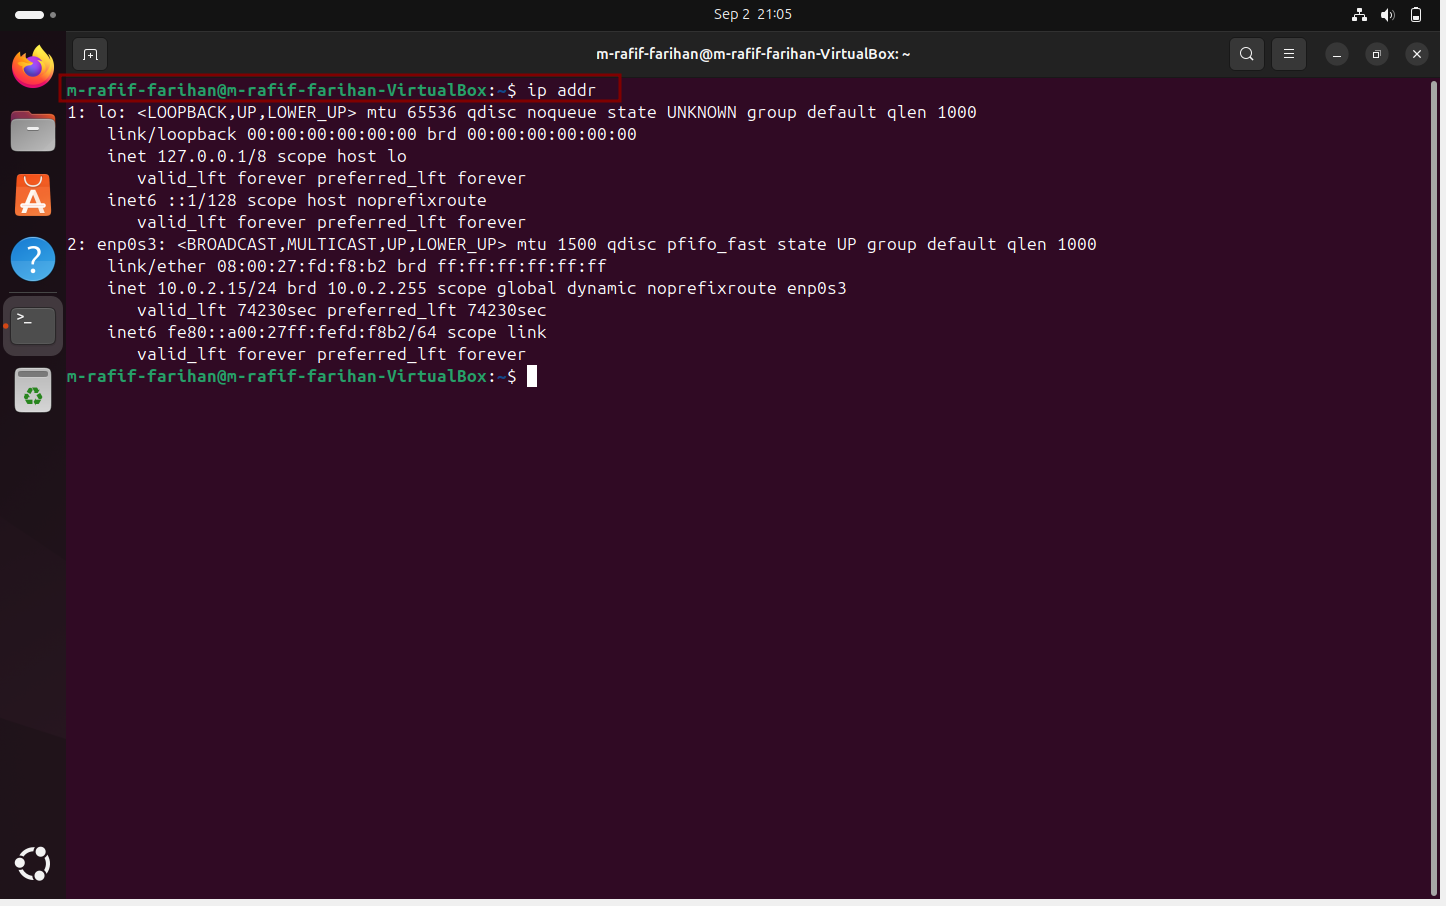 Sep 2 21:05
m-rafif-farihan@m-rafif-farihan-VirtualBox: ~
m-rafif-farihan@m-rafif-farihan-VirtualBox:~$ ip addr
1: lo: <LOOPBACK,UP,LOWER_UP> mtu 65536 qdisc noqueue state UNKNOWN group default qlen 1000
    link/loopback 00:00:00:00:00:00 brd 00:00:00:00:00:00
    inet 127.0.0.1/8 scope host lo
       valid_lft forever preferred_lft forever
    inet6 ::1/128 scope host noprefixroute
       valid_lft forever preferred_lft forever
2: enp0s3: <BROADCAST,MULTICAST,UP,LOWER_UP> mtu 1500 qdisc pfifo_fast state UP group default qlen 1000
    link/ether 08:00:27:fd:f8:b2 brd ff:ff:ff:ff:ff:ff
    inet 10.0.2.15/24 brd 10.0.2.255 scope global dynamic noprefixroute enp0s3
       valid_lft 74230sec preferred_lft 74230sec
    inet6 fe80::a00:27ff:fefd:f8b2/64 scope link
       valid_lft forever preferred_lft forever
m-rafif-farihan@m-rafif-farihan-VirtualBox:~$